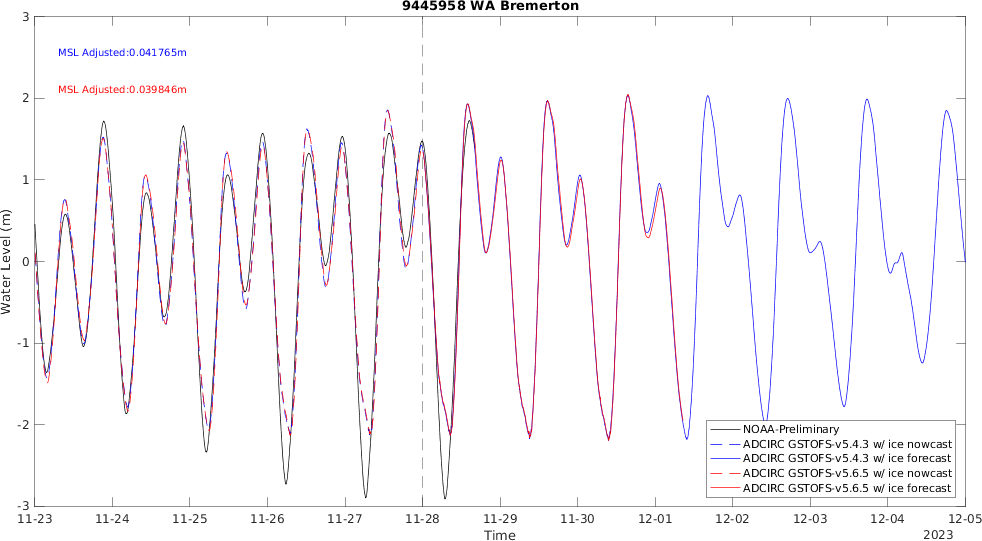 9445958 WA Bremerton
MSL Adjusted:0.041765m
MSL Adjusted:0.039846m
Water Level (m)
3
2
1
0
-1
-2
-3
NOAA-Preliminary
ADCIRC GSTOFS-v5.4.3 w/ ice nowcast
ADCIRC GSTOFS-v5.4.3 w/ ice forecast
ADCIRC GSTOFS-v5.6.5 w/ ice nowcast
ADCIRC GSTOFS-v5.6.5 w/ ice forecast
11-23 11-24 11-25 11-26 11-27 11-28 11-29 11-30 12-01 12-02 12-03 12-04 12-05
Time
2023